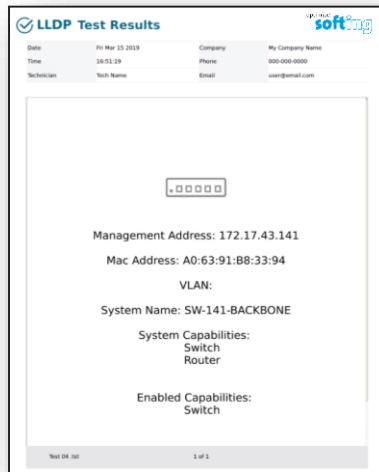 LLDP Test Results
softing
Date Fri Mar 15 2019 Company My Company Name
Time 16:51:19 Phone 000-000-0000
Technician Tech Name Email user@email.com
Management Address: 172.17.43.141
Mac Address: A0:63:91:B8:33:94
VLAN:
System Name: SW-141-BACKBONE
System Capabilities:
Switch
Router
Enabled Capabilities:
Switch
Test 04 .tst 1 of 1